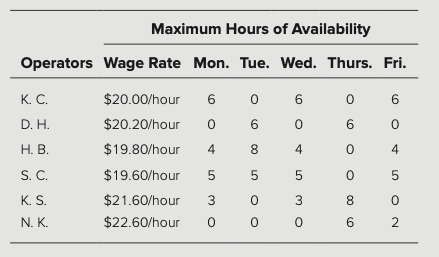 Maximum Hours of Availability
Operators Wage Rate Mon. Tue. Wed. Thurs. Fri.
K. C. $20.00/hour 6 0 6 0 6
D. H. $20.20/hour 0 6 0 6 0
H. B. $19.80/hour 4 8 4 0 4
S. C. $19.60/hour 5 5 5 0 5
K. S. $21.60/hour 3 0 3 8 0
N. K. $22.60/hour 0 0 0 6 2